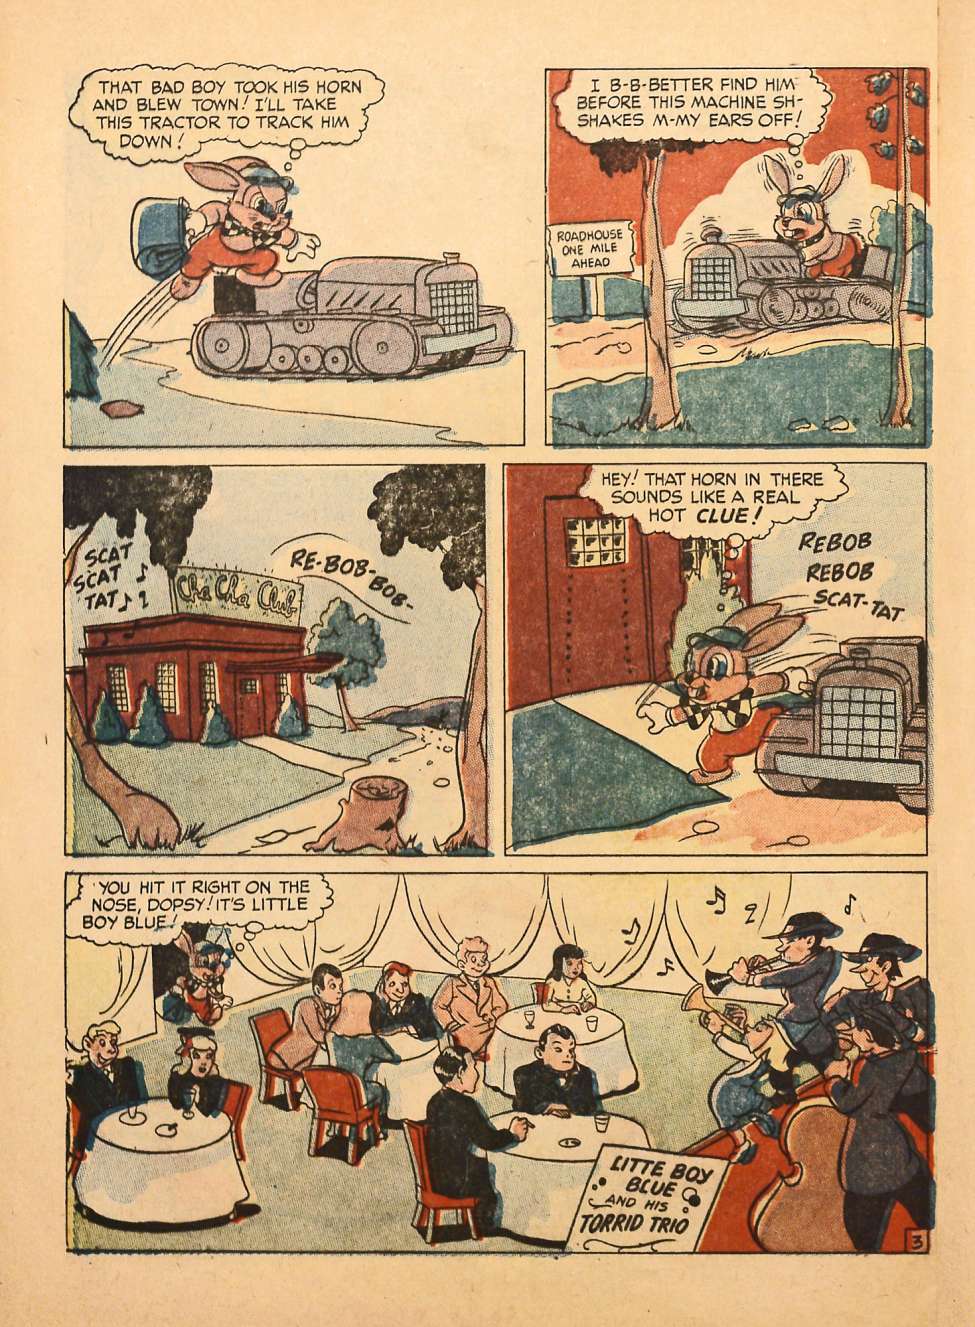 THAT BAD BOY TOOK HIS HORN
AND BLEW TOWN! I'LL TAKE
THIS TRACTOR TO TRACK HIM
DOWN!
I B-B-BETTER FIND HIM
BEFORE THIS MACHINE SH-
SHAKES M-MY EARS OFF!
ROADHOUSE
ONE MILE
AHEAD
SCAT
SCAT
TAT
Cha Cha Club
RE-BOB-BOB-
HEY! THAT HORN IN THERE
SOUNDS LIKE A REAL
HOT CLUE!
REBOB
REBOB
SCAT-TAT
YOU HIT IT RIGHT ON THE
NOSE, DOPSY! IT'S LITTLE
BOY BLUE!
LITTE BOY
BLUE
AND HIS
TORRID TRIO
3